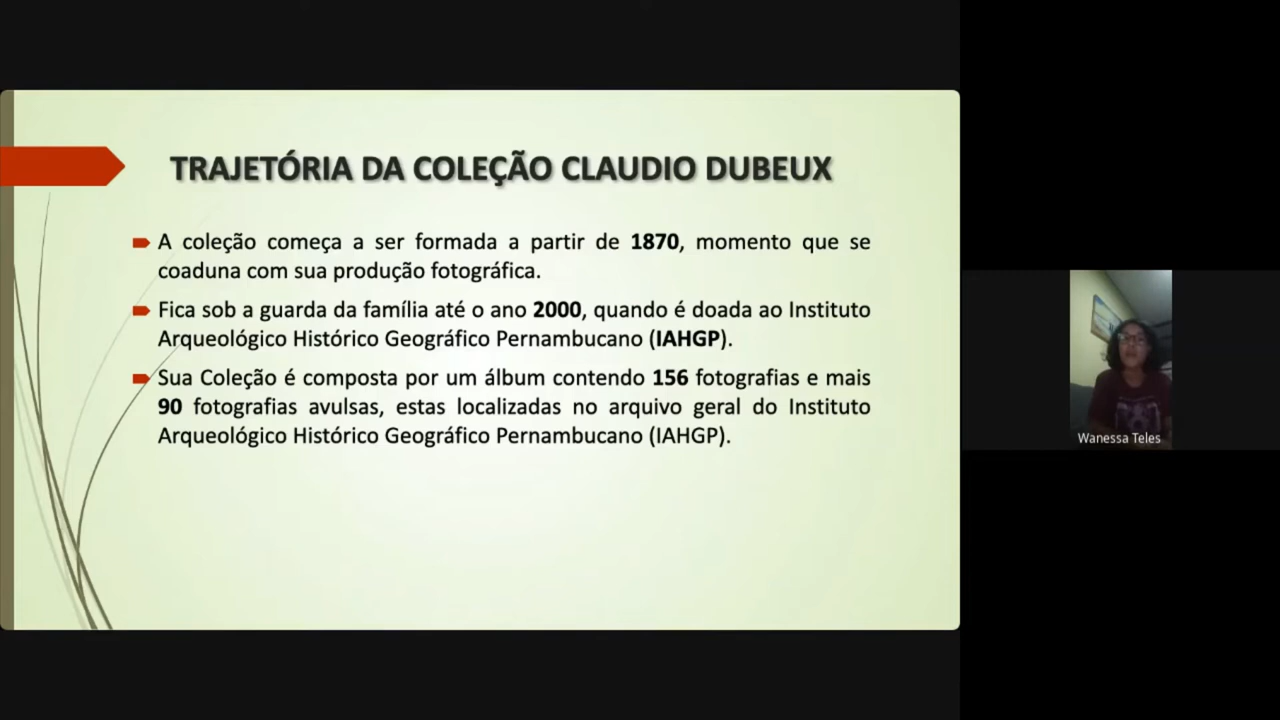 TRAJETÓRIA DA COLEÇÃO CLAUDIO DUBEUX
A coleção começa a ser formada a partir de 1870, momento que se
coaduna com sua produção fotográfica.
Fica sob a guarda da família até o ano 2000, quando é doada ao Instituto
Arqueológico Histórico Geográfico Pernambucano (IAHGP).
Sua Coleção é composta por um álbum contendo 156 fotografias e mais
90 fotografias avulsas, estas localizadas no arquivo geral do Instituto
Arqueológico Histórico Geográfico Pernambucano (IAHGP).
Wanessa Teles